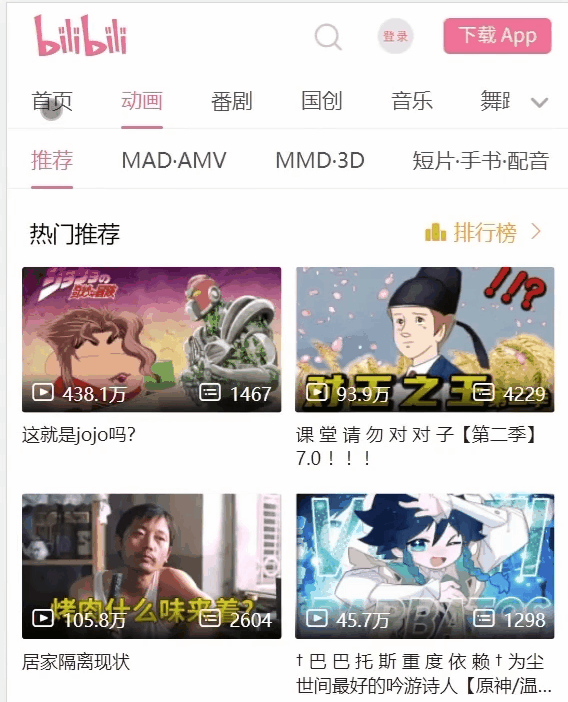 bilibili
登录
下载 App
首页 动画 番剧 国创 音乐
推荐 MAD·AMV MMD·3D 短片·手书·配音
热门推荐
排行榜
!!?
对王之王
438.1万 1467
93.9万 4229
这就是jojo吗?
课 堂 请 勿 对 对 子【第二季】
7.0 ！！！
烤肉什么味来着?
105.8万 2604
45.7万 1298
居家隔离现状
† 巴 巴 托 斯 重 度 依 赖 † 为尘
世间最好的吟游诗人【原神/温...